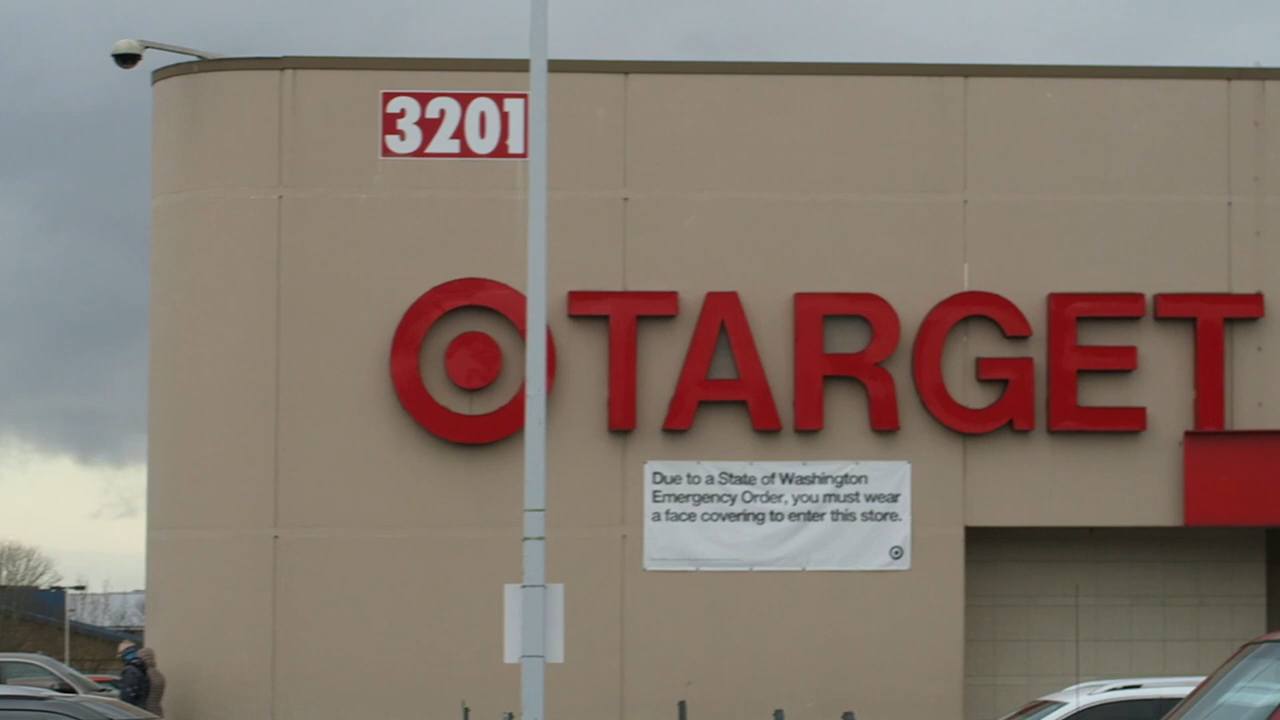 3201
TARGET
Due to a State of Washington
Emergency Order, you must wear
a face covering to enter this store.